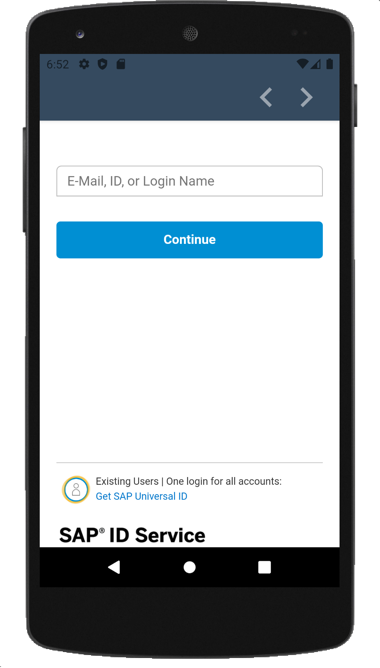 6:52
E-Mail, ID, or Login Name
Continue
Existing Users | One login for all accounts:
Get SAP Universal ID
SAP® ID Service